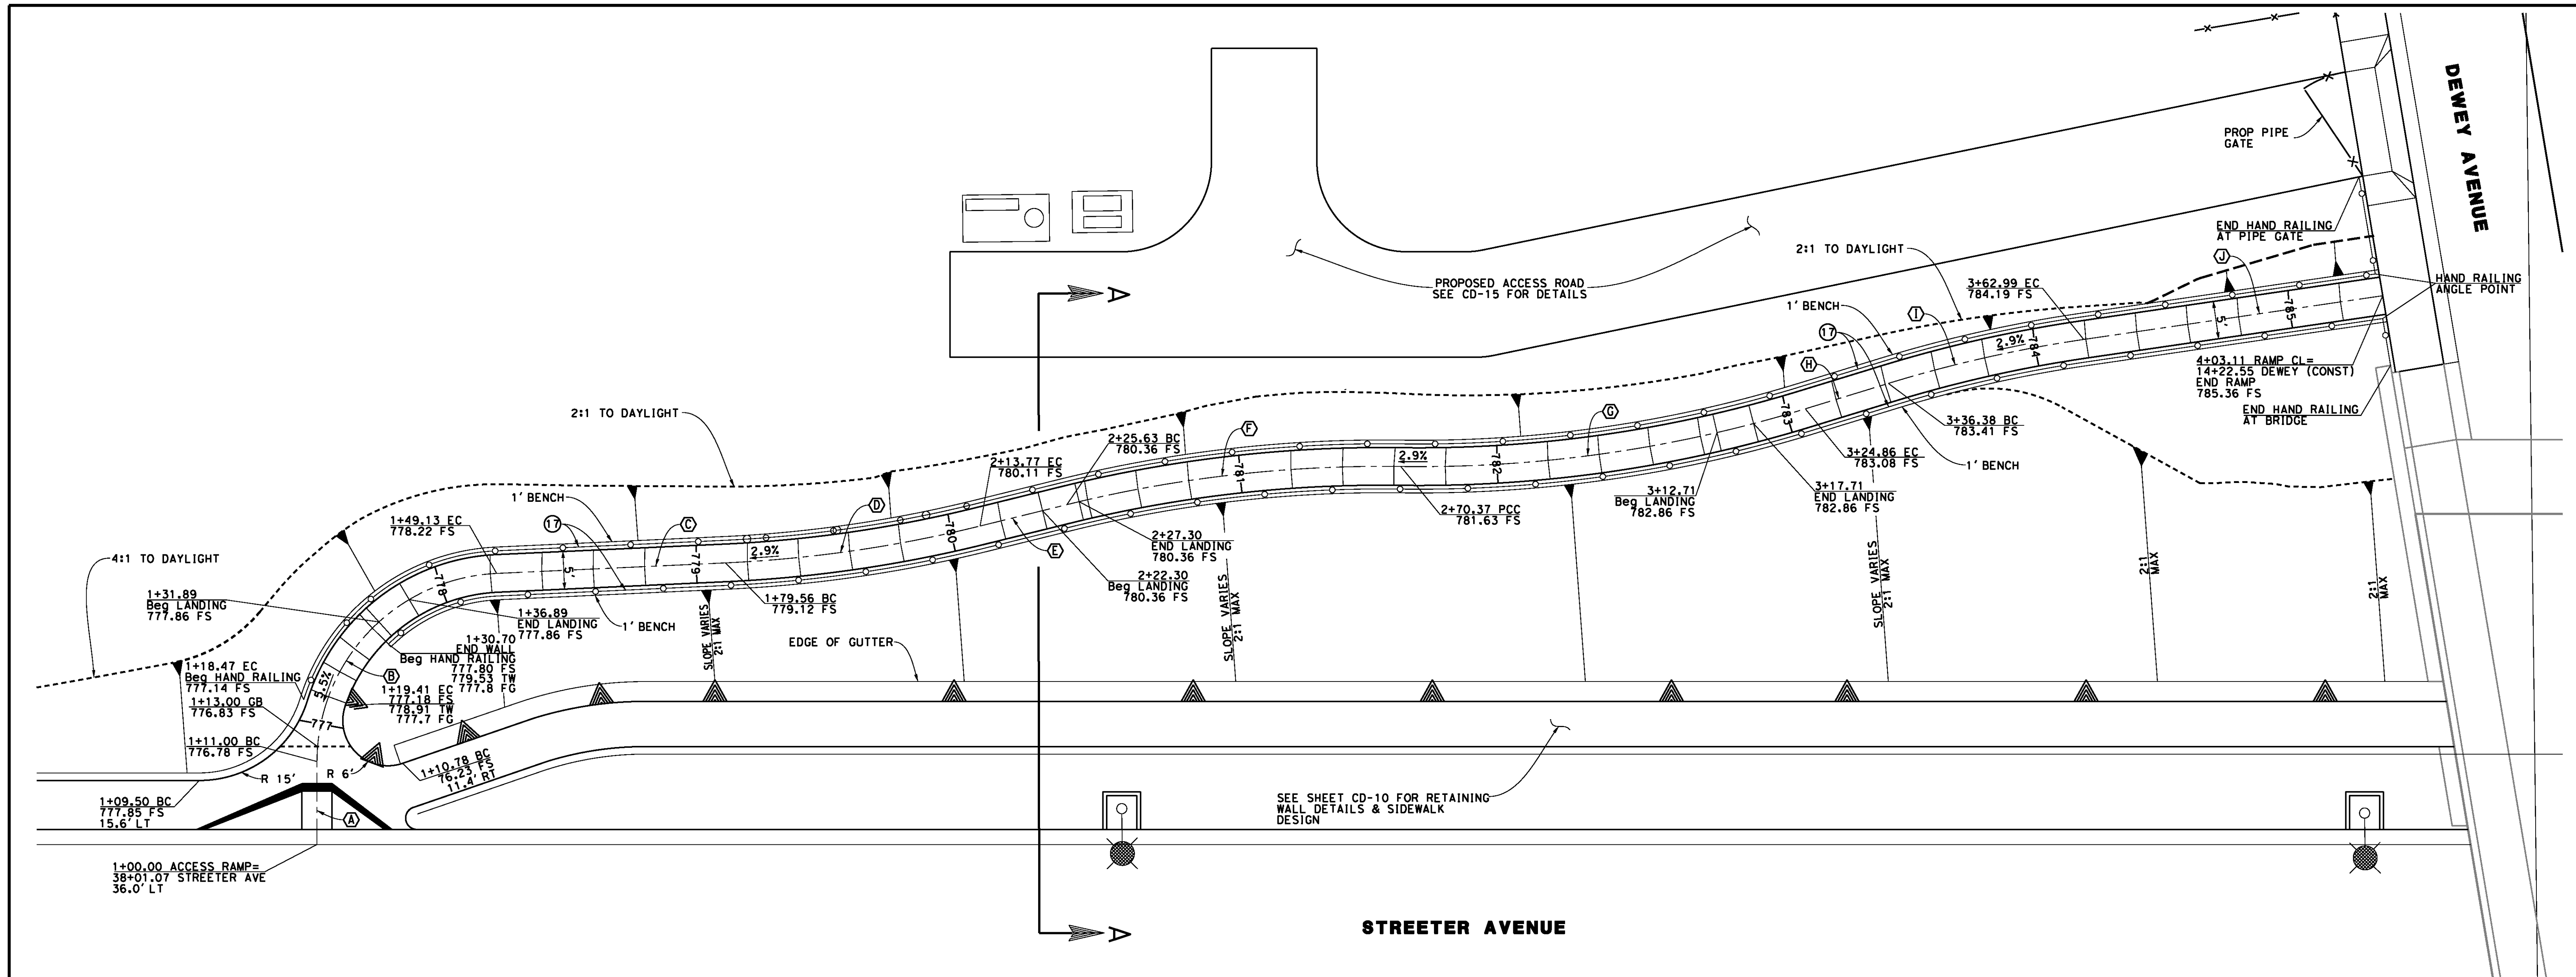 DEWEY AVENUE
PROP PIPE
GATE
END HAND RAILING
AT PIPE GATE
J
HAND RAILING
ANGLE POINT
2:1 TO DAYLIGHT
3+62.99 EC
784.19 FS
PROPOSED ACCESS ROAD
SEE CD-15 FOR DETAILS
A
1' BENCH
I
17
2.9%
784
5'
785
4+03.11 RAMP CL=
14+22.55 DEWEY (CONST)
END RAMP
785.36 FS
END HAND RAILING
AT BRIDGE
H
3+36.38 BC
783.41 FS
783
3+24.86 EC
783.08 FS
1' BENCH
2:1 TO DAYLIGHT
2+25.63 BC
780.36 FS
F
G
2+13.77 EC
780.11 FS
781
2.9%
782
3+12.71
Beg LANDING
782.86 FS
3+17.71
END LANDING
782.86 FS
2+70.37 PCC
781.63 FS
1' BENCH
17
C
D
1+49.13 EC
778.22 FS
780
E
2+27.30
END LANDING
780.36 FS
2+22.30
Beg LANDING
780.36 FS
2.9%
779
5'
1+79.56 BC
779.12 FS
4:1 TO DAYLIGHT
778
1+31.89
Beg LANDING
777.86 FS
1+36.89
END LANDING
777.86 FS
1' BENCH
1+30.70
END WALL
Beg HAND RAILING
777.80 FS
779.53 TW
777.8 FG
SLOPE VARIES
2:1 MAX
SLOPE VARIES
2:1 MAX
SLOPE VARIES
2:1 MAX
2:1
MAX
2:1
MAX
EDGE OF GUTTER
1+18.47 EC
Beg HAND RAILING
777.14 FS
5.5%
B
1+19.41 EC
777.18 FS
778.91 TW
777.7 FG
1+13.00 GB
776.83 FS
777
1+11.00 BC
776.78 FS
R 15'
R 6'
1+10.78 BC
76.23 FS
11.4' RT
1+09.50 BC
777.85 FS
15.6' LT
A
SEE SHEET CD-10 FOR RETAINING
WALL DETAILS & SIDEWALK
DESIGN
1+00.00 ACCESS RAMP=
38+01.07 STREETER AVE
36.0' LT
A
STREETER AVENUE